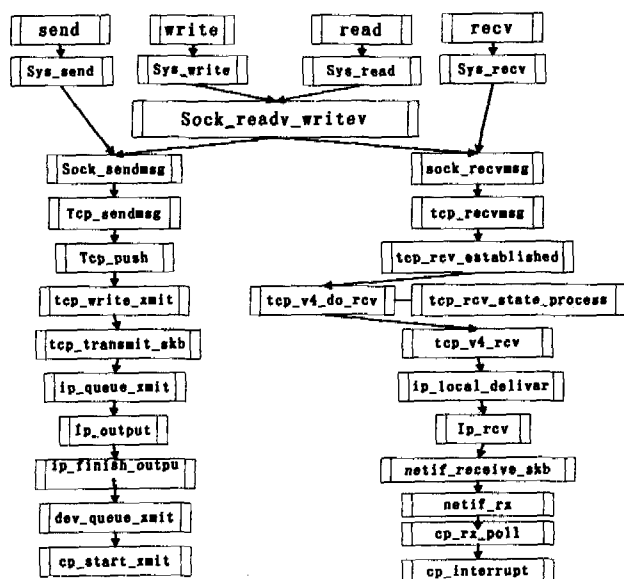 send write read recv
Sys_send Sys_write Sys_read Sys_recv
Sock_readv_writev
Sock_sendmsg sock_recvmsg
Tcp_sendmsg tcp_recvmsg
Tcp_push tcp_rcv_established
tcp_write_xmit tcp_v4_do_rcv tcp_rcv_state_process
tcp_transmit_skb tcp_v4_rcv
ip_queue_xmit ip_local_delivar
Ip_output Ip_rcv
ip_finish_outpu netif_receive_skb
dev_queue_xmit netif_rx
cp_rx_poll
cp_start_xmit cp_interrupt